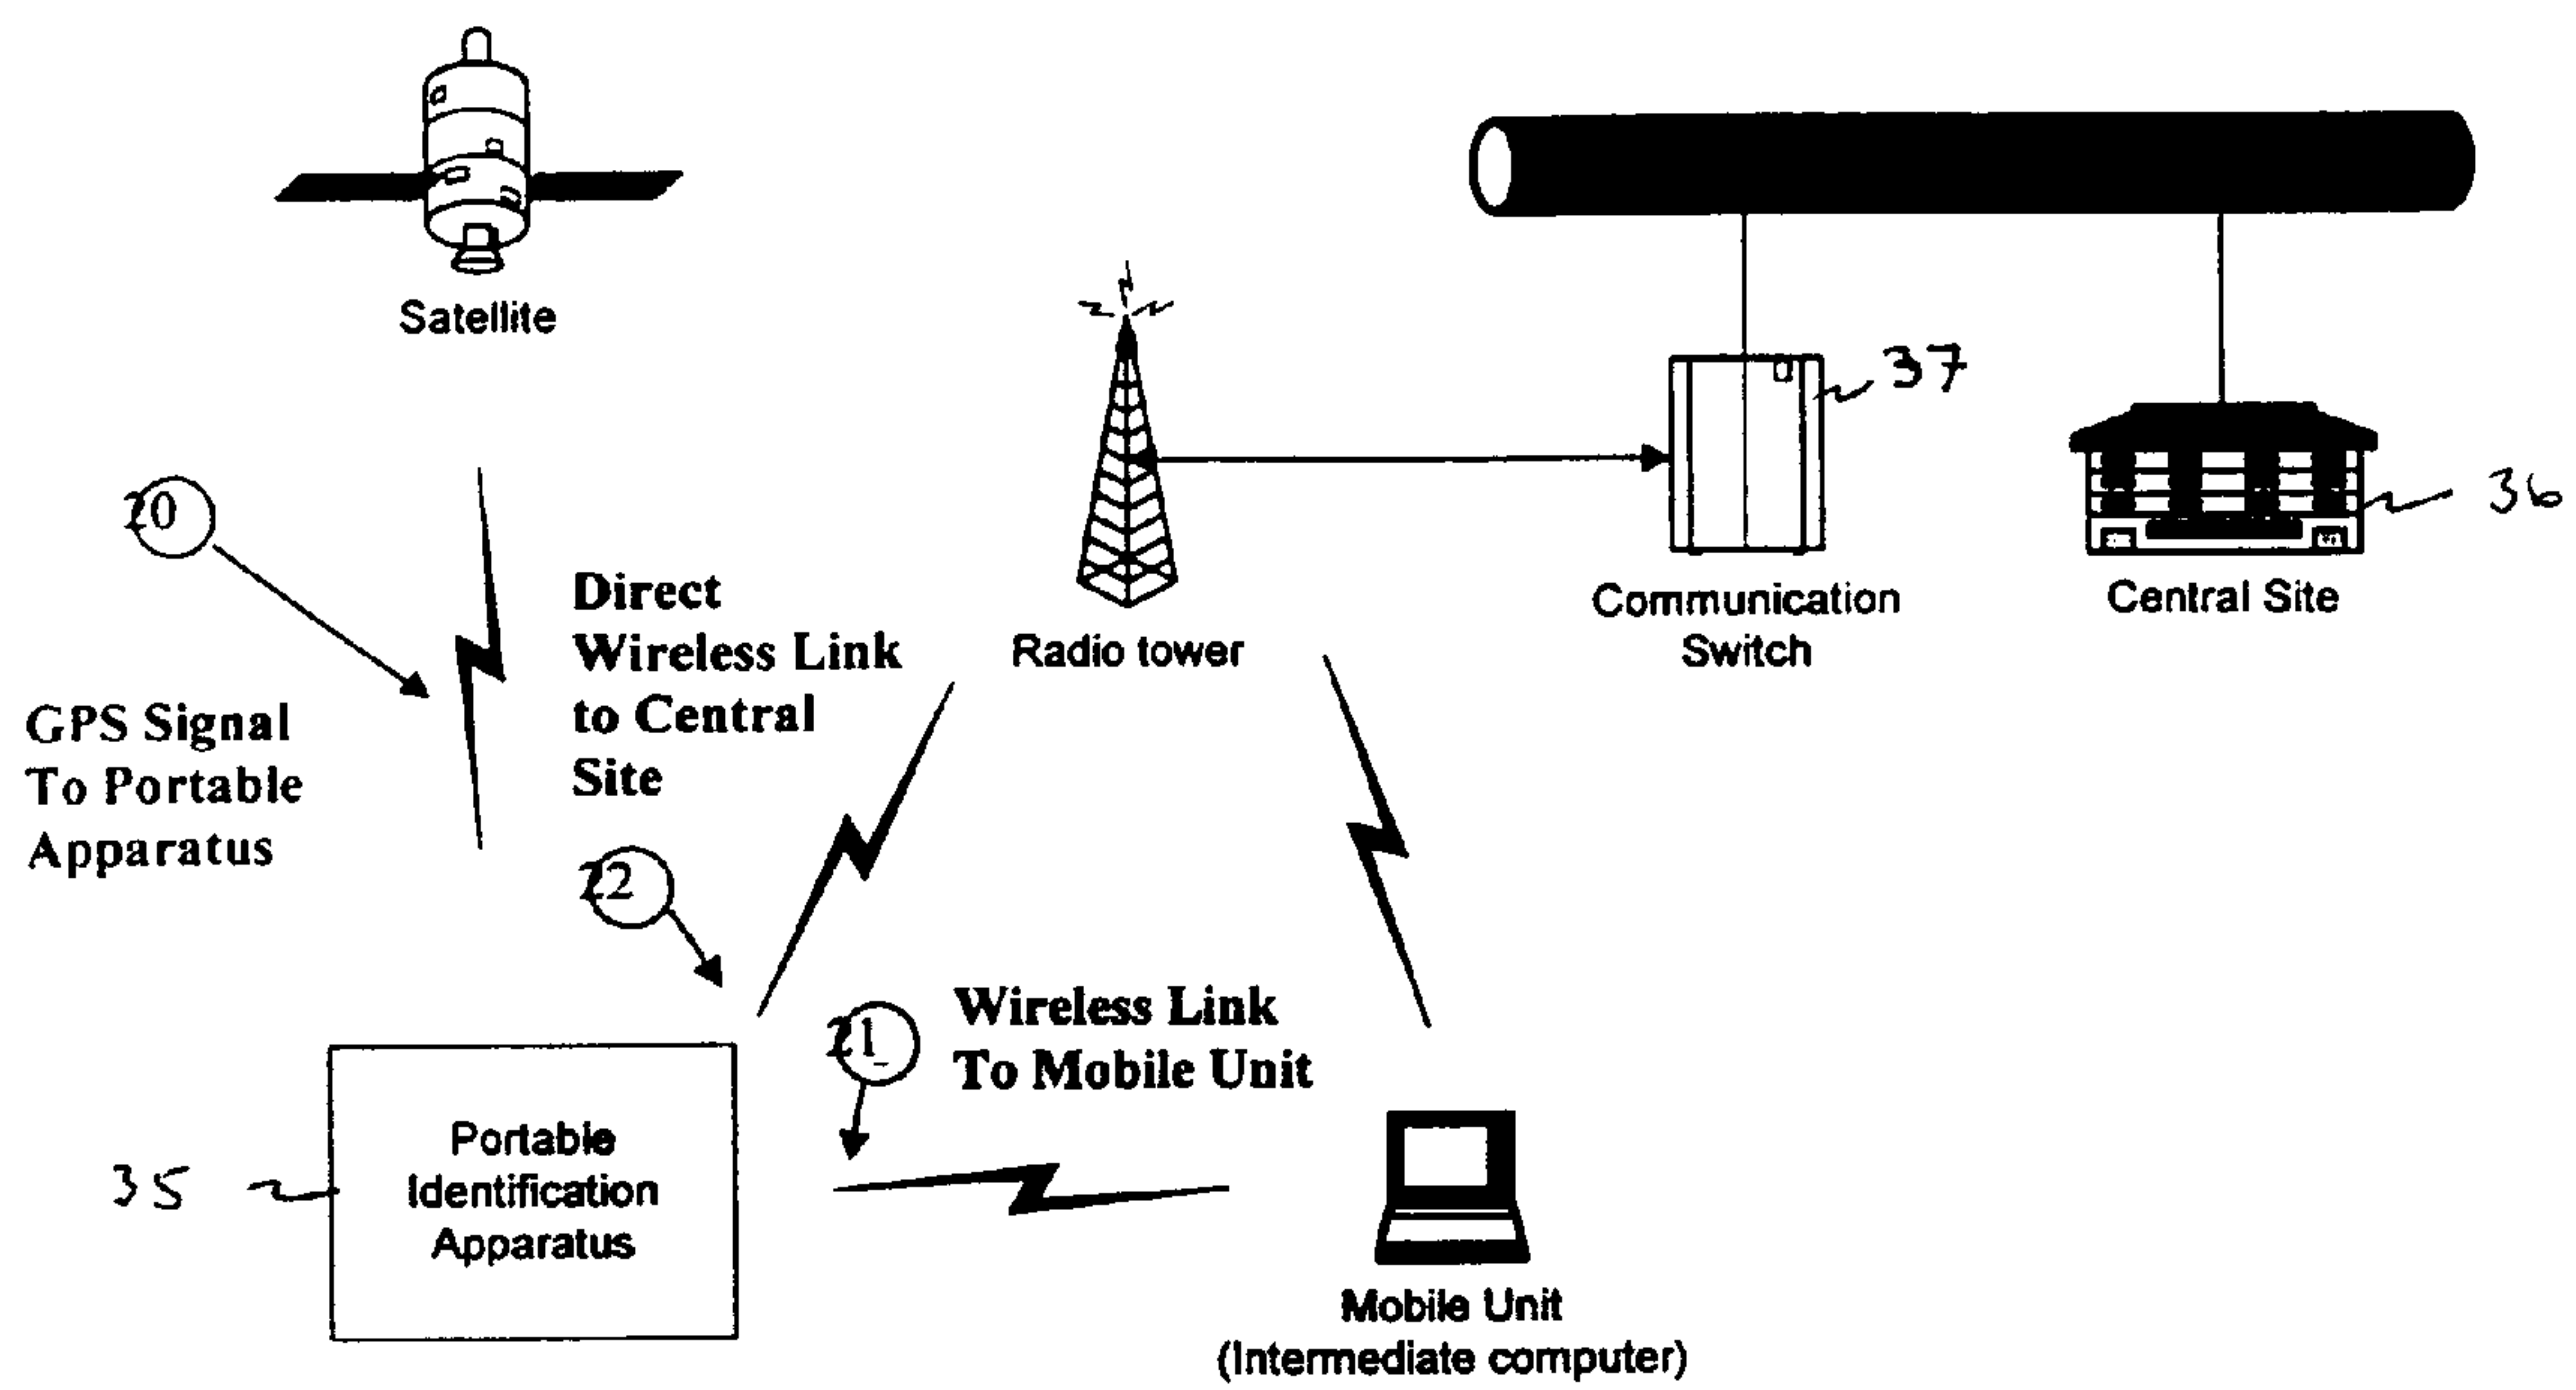 Satellite
37
36
20
Direct
Wireless Link
to Central
Site
Radio tower
Communication
Switch
Central Site
GPS Signal
To Portable
Apparatus
22
21
Wireless Link
To Mobile Unit
35
Portable
Identification
Apparatus
Mobile Unit
(Intermediate computer)